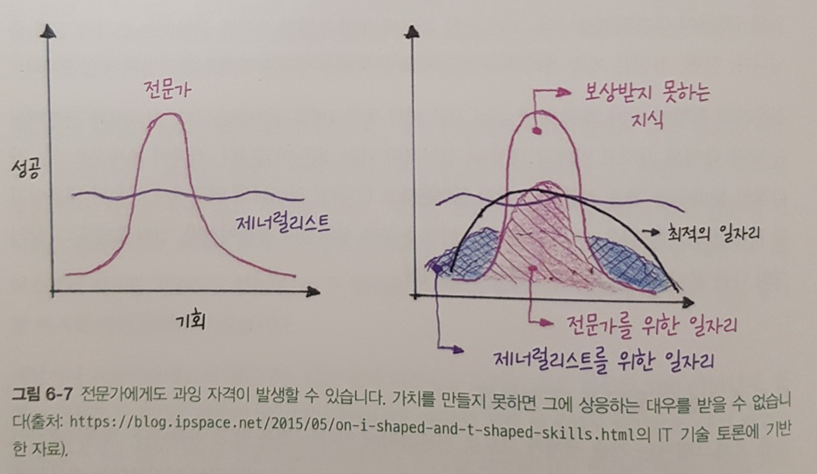 전문가
성공
제너럴리스트
기회
보상받지 못하는
지식
최적의 일자리
전문가를 위한 일자리
제너럴리스트를 위한 일자리
그림 6-7 전문가에게도 과잉 자격이 발생할 수 있습니다. 가치를 만들지 못하면 그에 상응하는 대우를 받을 수 없습니
다(출처: https://blog.ipspace.net/2015/05/on-i-shaped-and-t-shaped-skills.html의 IT 기술 토론에 기반
한 자료).